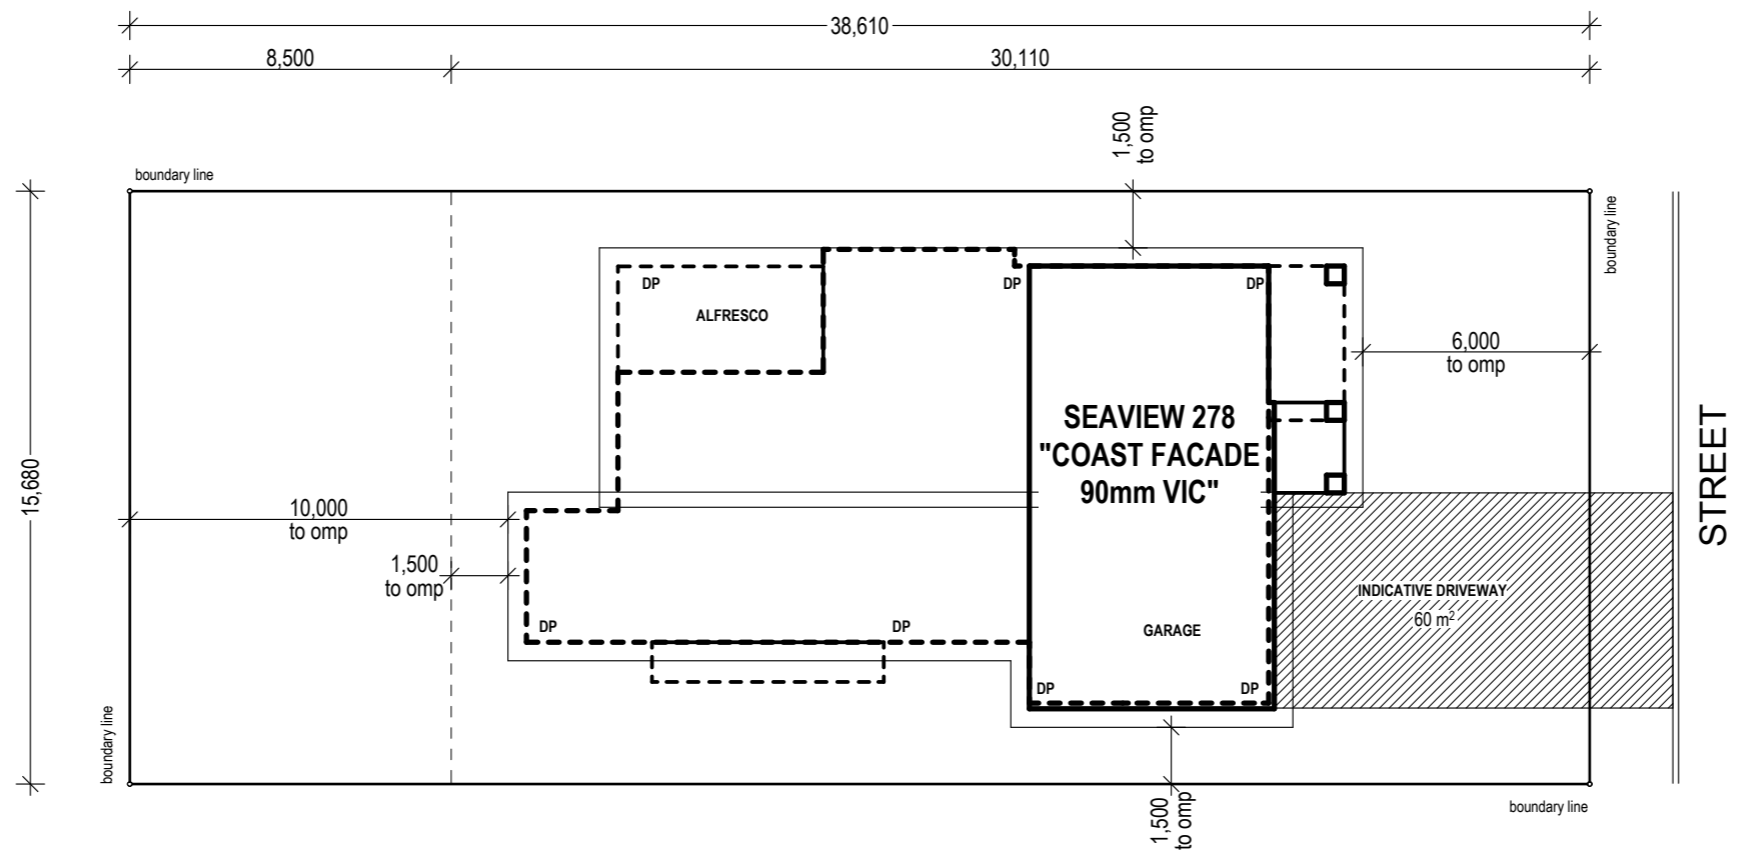 38,610
8,500
30,110
1,500
to omp
boundary line
boundary line
DP
DP
DP
ALFRESCO
6,000
to omp
SEAVIEW 278
"COAST FACADE
90mm VIC"
STREET
15,680
10,000
to omp
1,500
to omp
INDICATIVE DRIVEWAY
60 m²
DP
DP
GARAGE
DP
DP
boundary line
boundary line
1,500
to omp